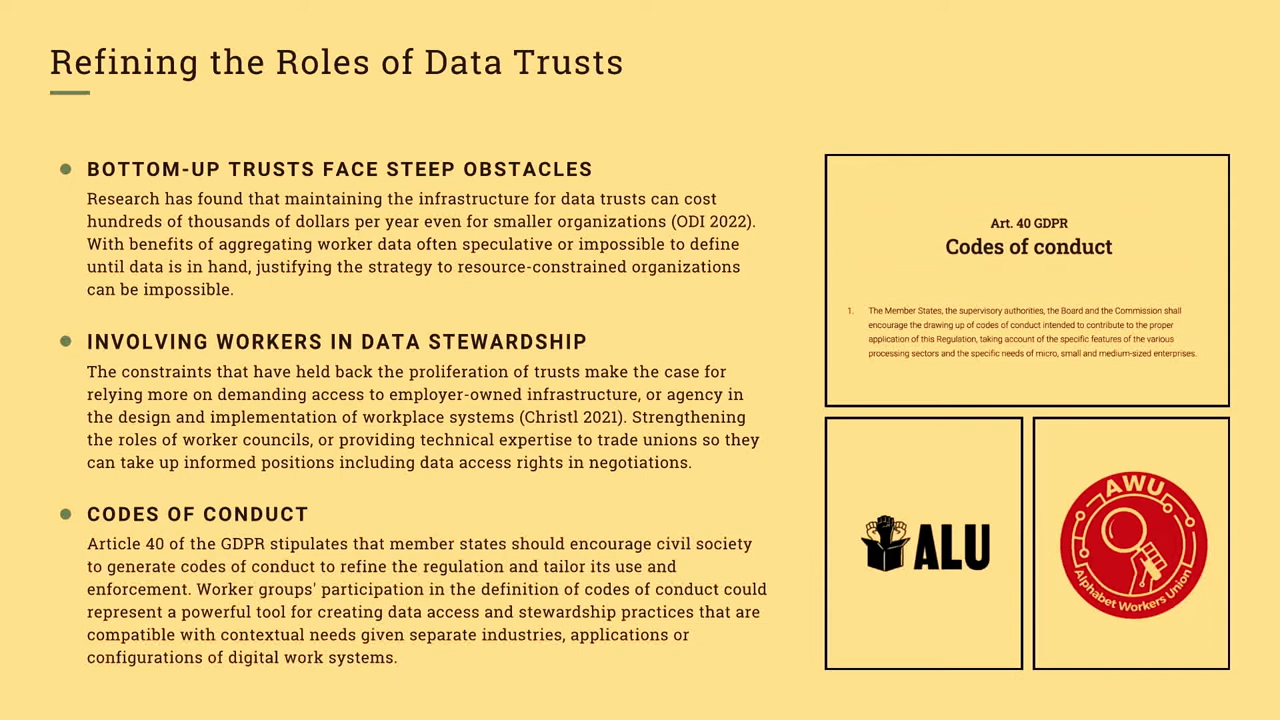 Refining the Roles of Data Trusts
BOTTOM-UP TRUSTS FACE STEEP OBSTACLES
Research has found that maintaining the infrastructure for data trusts can cost
hundreds of thousands of dollars per year even for smaller organizations (ODI 2022).
With benefits of aggregating worker data often speculative or impossible to define
until data is in hand, justifying the strategy to resource-constrained organizations
can be impossible.
INVOLVING WORKERS IN DATA STEWARDSHIP
The constraints that have held back the proliferation of trusts make the case for
relying more on demanding access to employer-owned infrastructure, or agency in
the design and implementation of workplace systems (Christl 2021). Strengthening
the roles of worker councils, or providing technical expertise to trade unions so they
can take up informed positions including data access rights in negotiations.
CODES OF CONDUCT
Article 40 of the GDPR stipulates that member states should encourage civil society
to generate codes of conduct to refine the regulation and tailor its use and
enforcement. Worker groups' participation in the definition of codes of conduct could
represent a powerful tool for creating data access and stewardship practices that are
compatible with contextual needs given separate industries, applications or
configurations of digital work systems.
Art. 40 GDPR
Codes of conduct
1. The Member States, the supervisory authorities, the Board and the Commission shall
encourage the drawing up of codes of conduct intended to contribute to the proper
application of this Regulation, taking account of the specific features of the various
processing sectors and the specific needs of micro, small and medium-sized enterprises.
ALU
AWU
Alphabet Workers Union